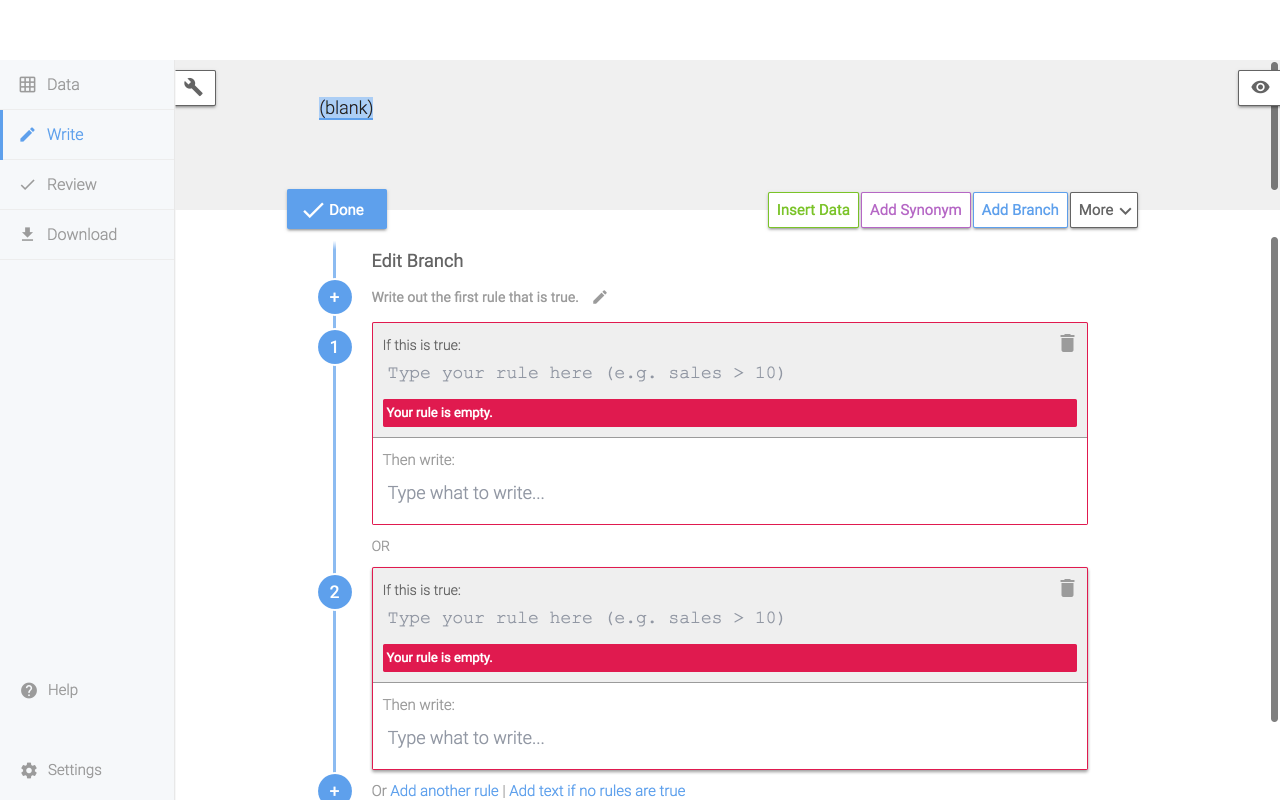 Data
Write
Review
Download
Help
Settings
(blank)
Done
Insert Data
Add Synonym
Add Branch
More
Edit Branch
+
Write out the first rule that is true.
1
If this is true:
Type your rule here (e.g. sales > 10)
Your rule is empty.
Then write:
Type what to write...
OR
2
If this is true:
Type your rule here (e.g. sales > 10)
Your rule is empty.
Then write:
Type what to write...
+
Or Add another rule | Add text if no rules are true